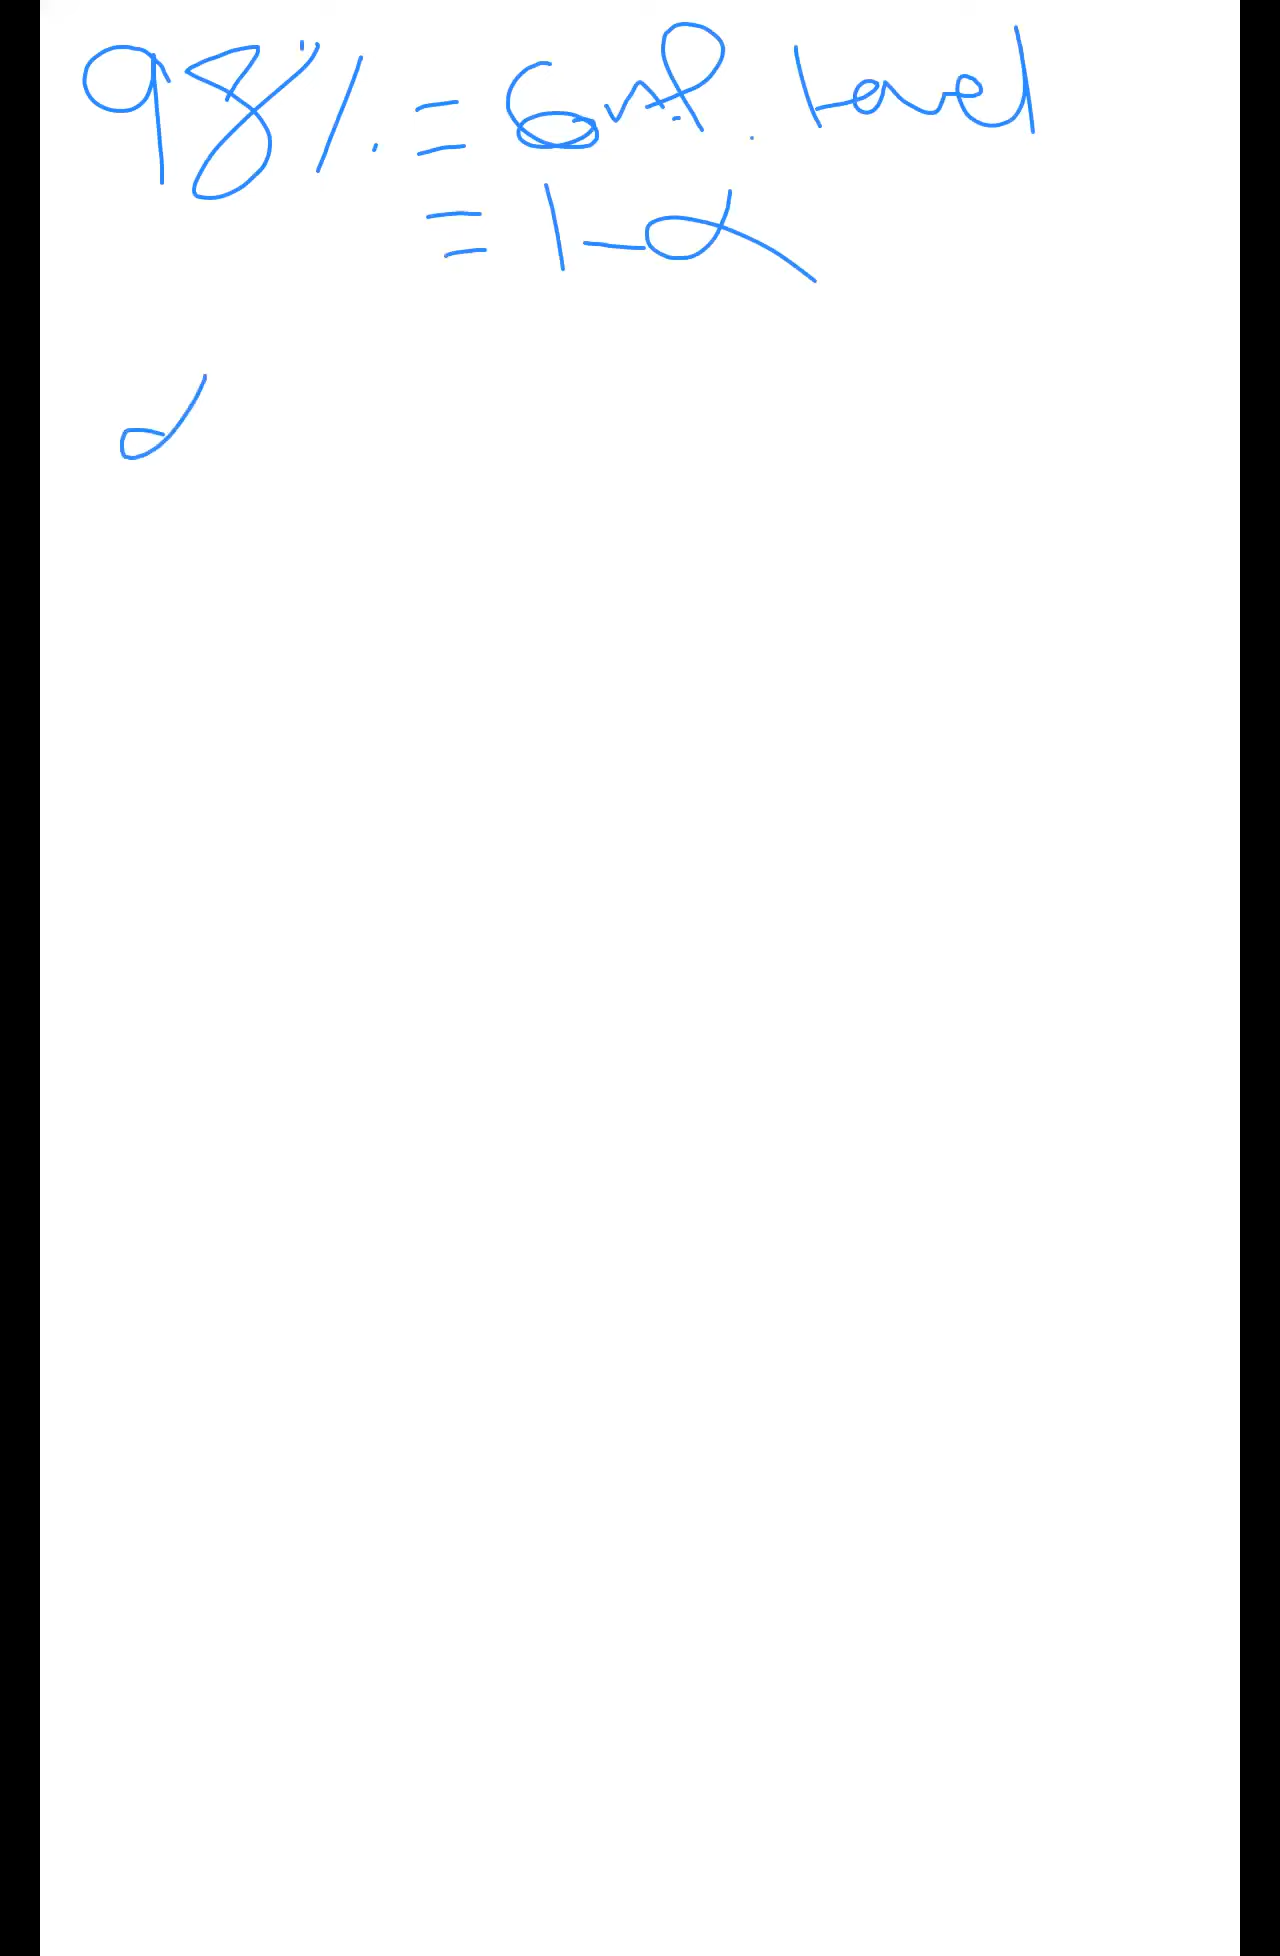 98%. = Conf. Level
= 1-α
α